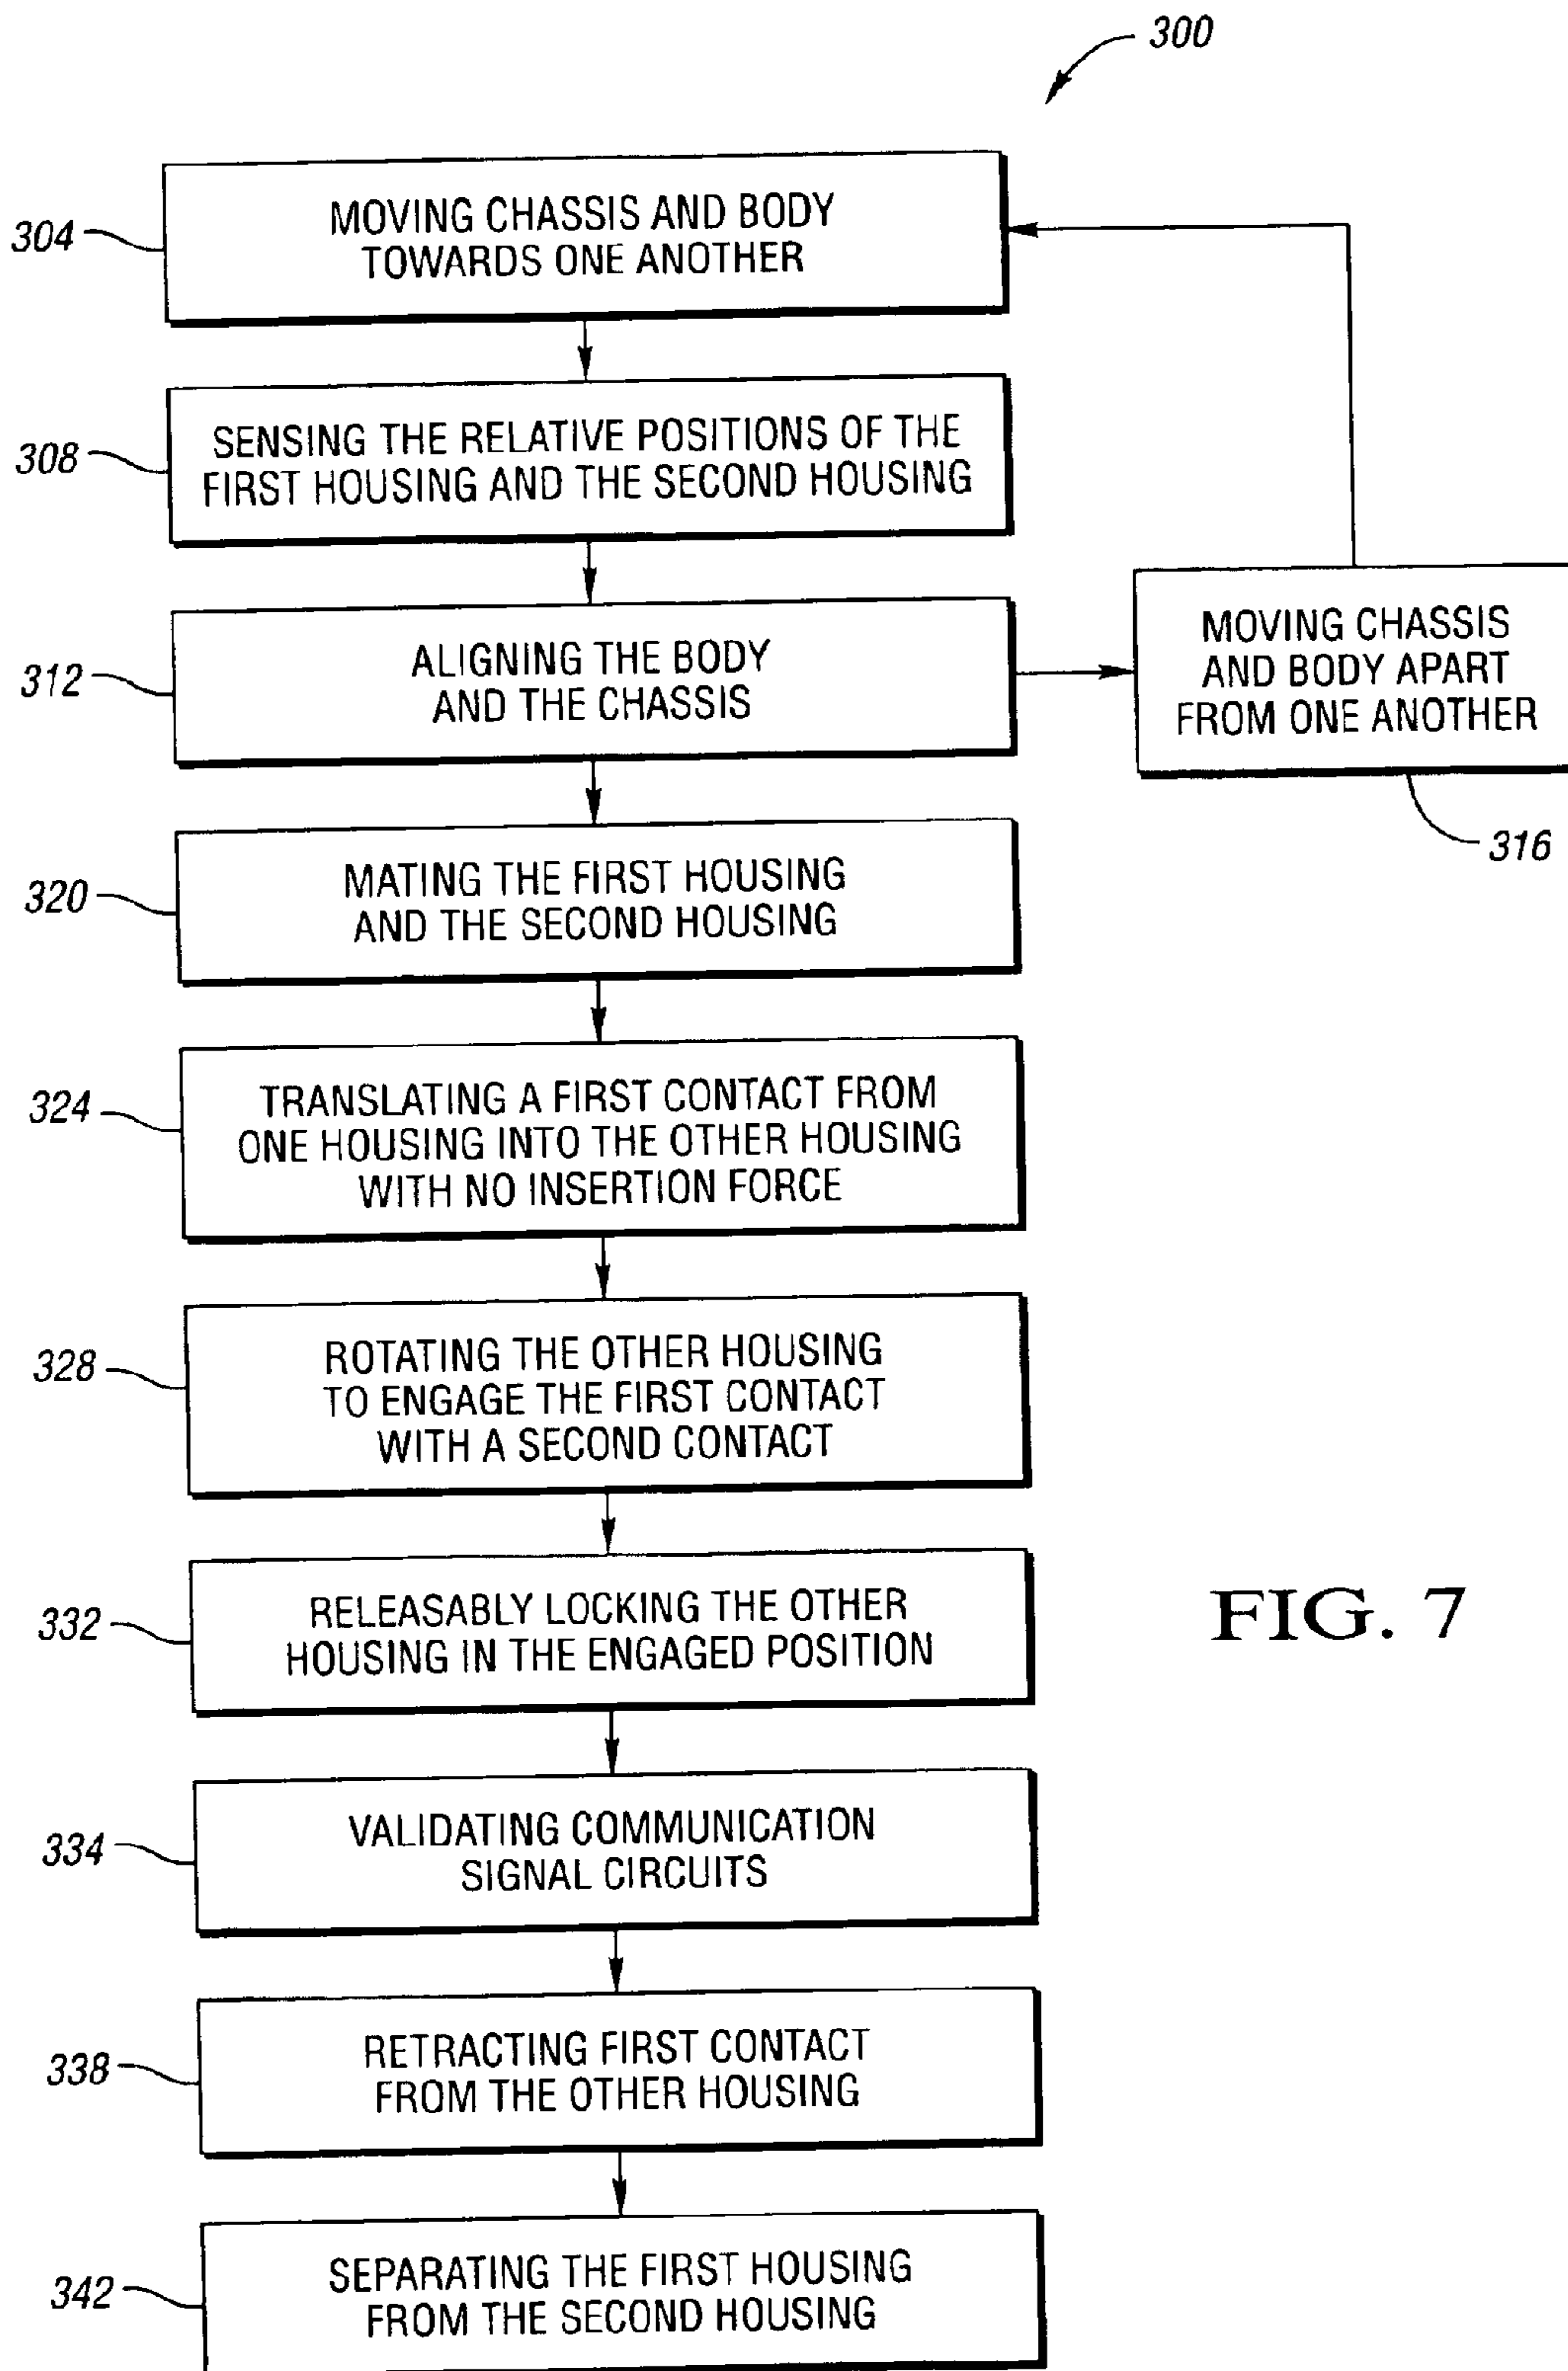 300
304
MOVING CHASSIS AND BODY
TOWARDS ONE ANOTHER
308
SENSING THE RELATIVE POSITIONS OF THE
FIRST HOUSING AND THE SECOND HOUSING
312
ALIGNING THE BODY
AND THE CHASSIS
MOVING CHASSIS
AND BODY APART
FROM ONE ANOTHER
316
320
MATING THE FIRST HOUSING
AND THE SECOND HOUSING
324
TRANSLATING A FIRST CONTACT FROM
ONE HOUSING INTO THE OTHER HOUSING
WITH NO INSERTION FORCE
328
ROTATING THE OTHER HOUSING
TO ENGAGE THE FIRST CONTACT
WITH A SECOND CONTACT
332
RELEASABLY LOCKING THE OTHER
HOUSING IN THE ENGAGED POSITION
FIG. 7
334
VALIDATING COMMUNICATION
SIGNAL CIRCUITS
338
RETRACTING FIRST CONTACT
FROM THE OTHER HOUSING
342
SEPARATING THE FIRST HOUSING
FROM THE SECOND HOUSING